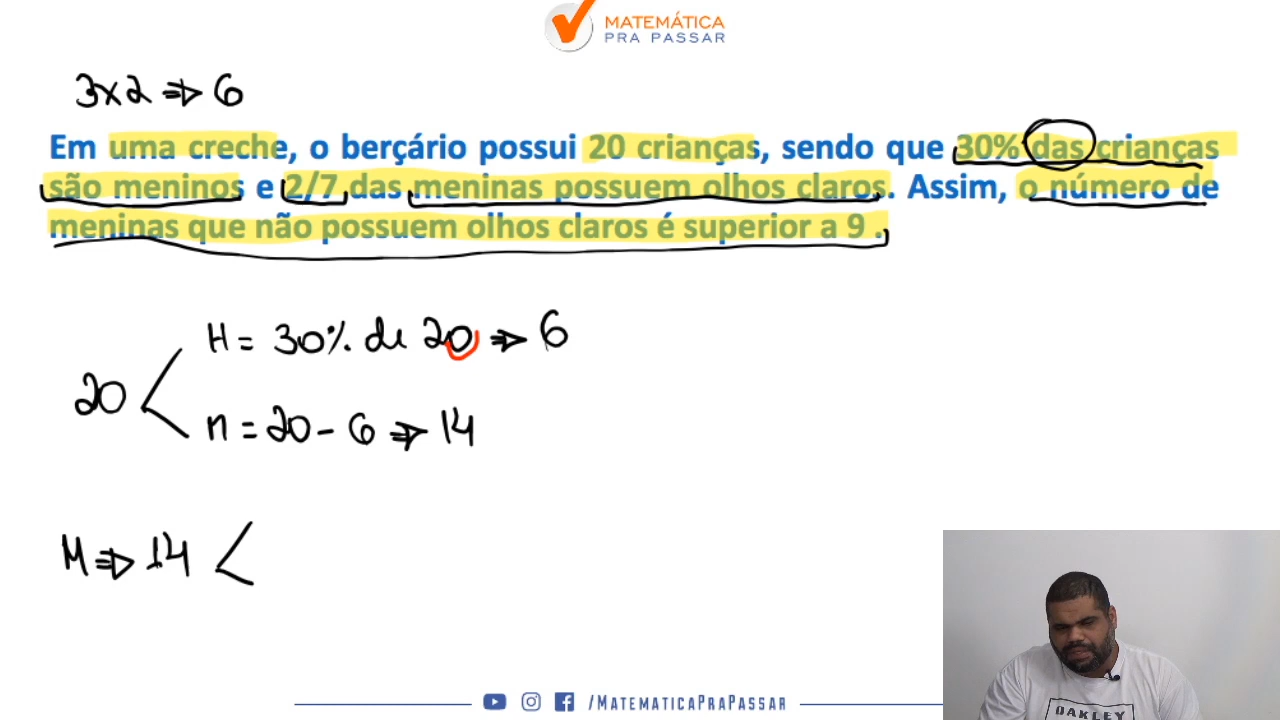 MATEMÁTICA
PRA PASSAR
3x2 ⇒ 6
Em uma creche, o berçário possui 20 crianças, sendo que 30% das crianças
são meninos e 2/7 das meninas possuem olhos claros. Assim, o número de
meninas que não possuem olhos claros é superior a 9 .
H = 30% de 20 ⇒ 6
20
n = 20 - 6 ⇒ 14
M ⇒ 14
OAKLEY
/MATEMATICAPRAPASSAR